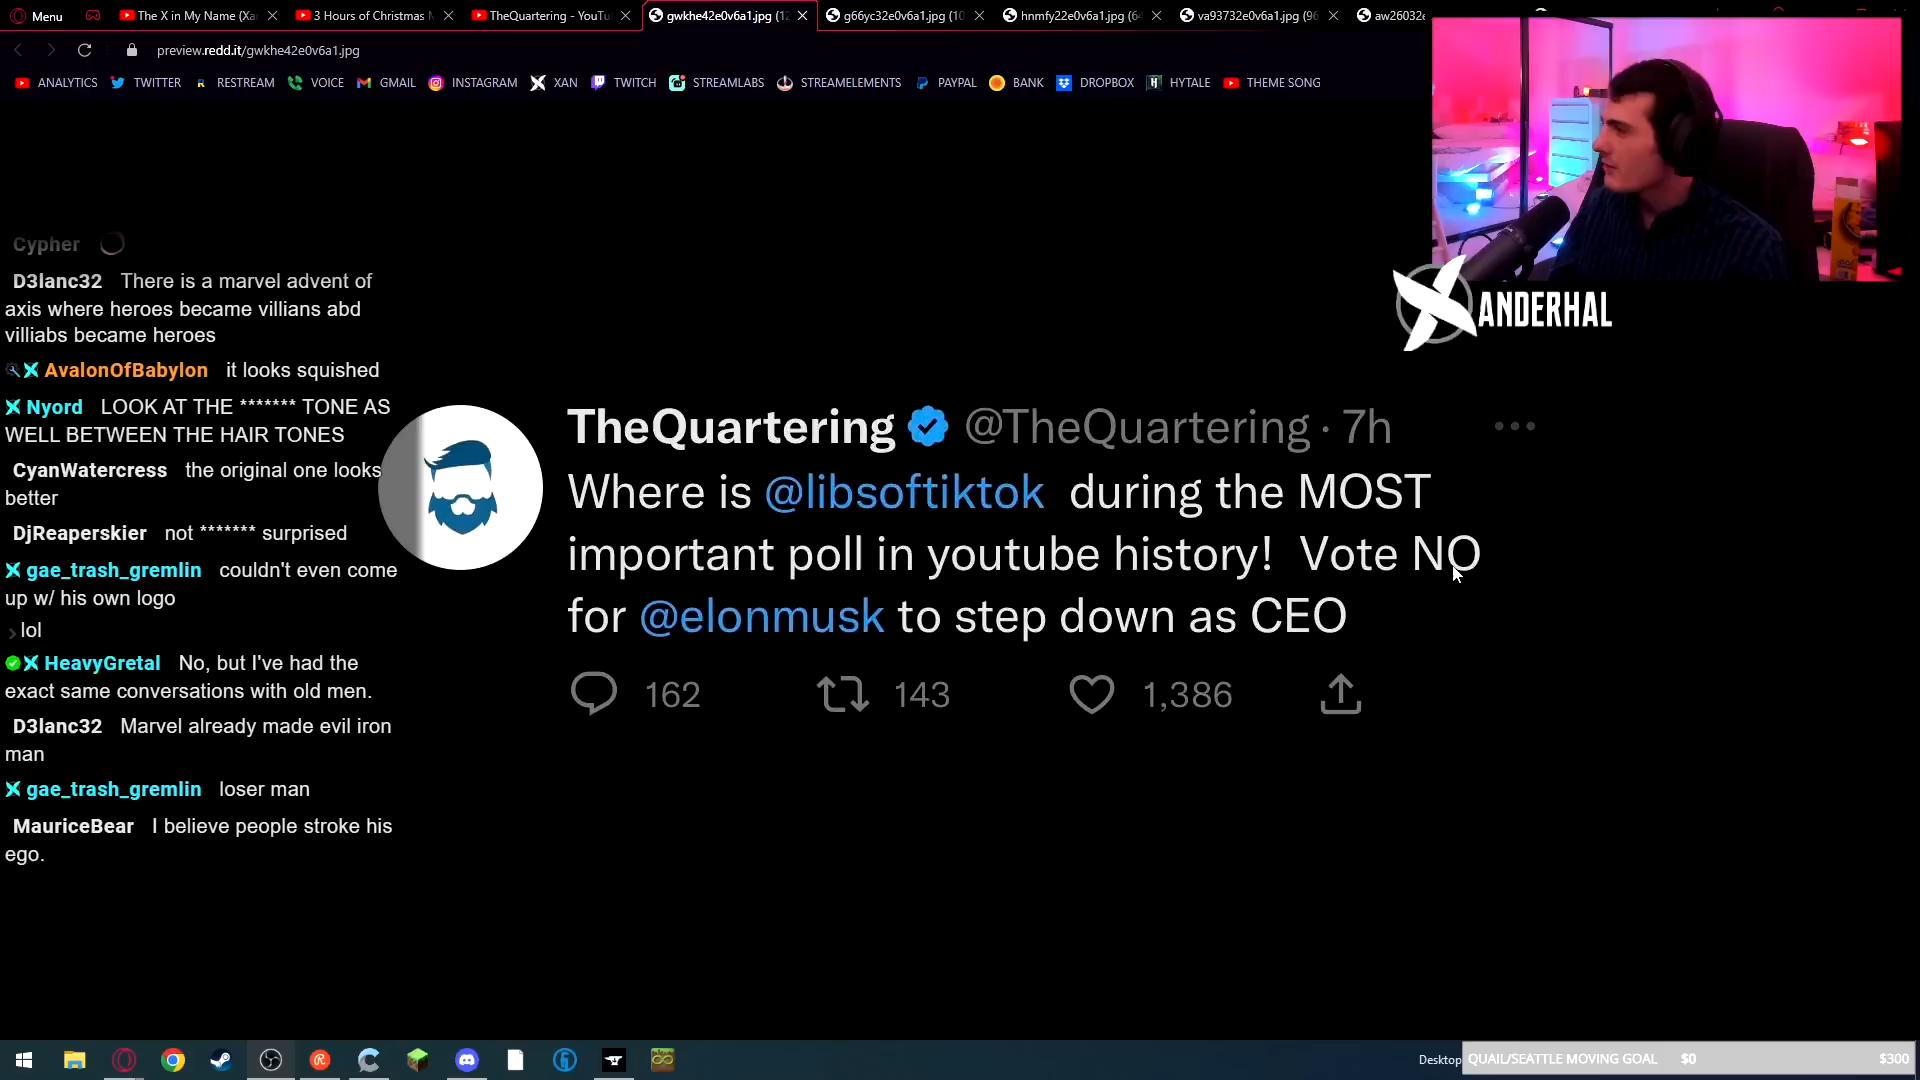 Menu
The X in My Name (Xa
3 Hours of Christmas M
TheQuartering - YouTu
gwkhe42e0v6a1.jpg (12
g66yc32e0v6a1.jpg (10
hnmfy22e0v6a1.jpg (64
va93732e0v6a1.jpg (96
aw26032e
preview.redd.it/gwkhe42e0v6a1.jpg
ANALYTICS
TWITTER
RESTREAM
VOICE
GMAIL
INSTAGRAM
XAN
TWITCH
STREAMLABS
STREAMELEMENTS
PAYPAL
BANK
DROPBOX
HYTALE
THEME SONG
XANDERHAL
Cypher
D3lanc32 There is a marvel advent of
axis where heroes became villians abd
villiabs became heroes
AvalonOfBabylon it looks squished
Nyord LOOK AT THE ******* TONE AS
WELL BETWEEN THE HAIR TONES
CyanWatercress the original one looks
better
DjReaperskier not ******* surprised
gae_trash_gremlin couldn't even come
up w/ his own logo
lol
HeavyGretal No, but I've had the
exact same conversations with old men.
D3lanc32 Marvel already made evil iron
man
gae_trash_gremlin loser man
MauriceBear I believe people stroke his
ego.
TheQuartering @TheQuartering · 7h
Where is @libsoftiktok during the MOST
important poll in youtube history! Vote NO
for @elonmusk to step down as CEO
162 143 1,386
Desktop
QUAIL/SEATTLE MOVING GOAL $0 $300